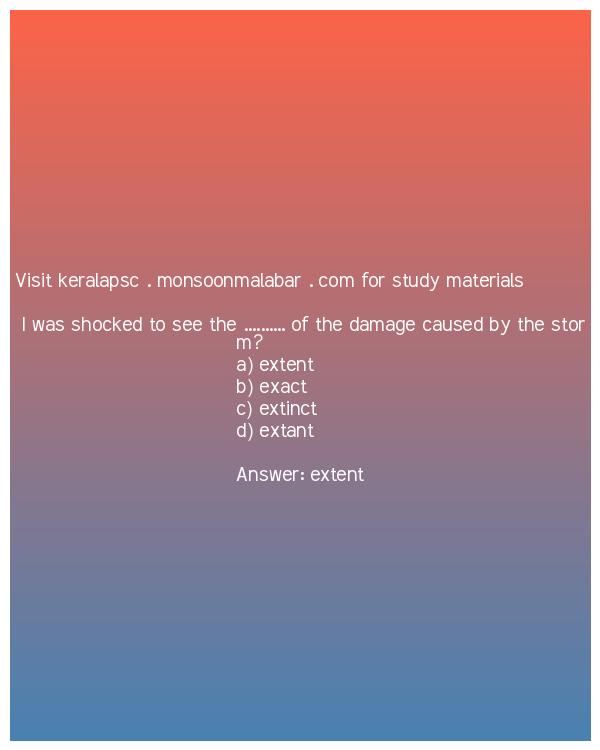 Visit keralapsc . monsoonmalabar . com for study materials
I was shocked to see the .......... of the damage caused by the stor
m?
a) extent
b) exact
c) extinct
d) extant
Answer: extent